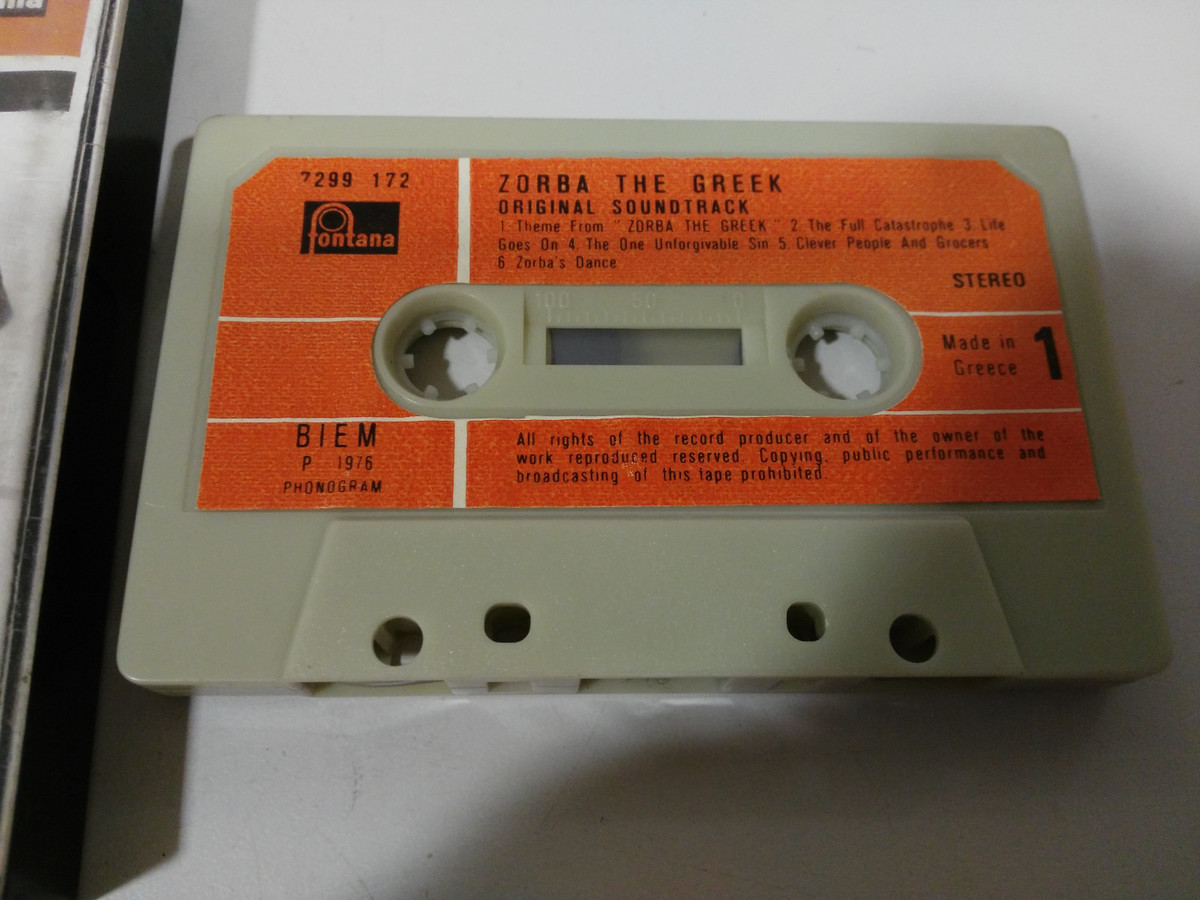 7299 172
fontana
ZORBA THE GREEK
ORIGINAL SOUNDTRACK
1. Theme From " ZORBA THE GREEK " 2. The Full Catastrophe 3. Life
Goes On 4. The One Unforgivable Sin 5. Clever People And Grocers
6. Zorba's Dance
STEREO
100 50 0
Made in
Greece
1
BIEM
P 1976
PHONOGRAM
All rights of the record producer and of the owner of the
work reproduced reserved. Copying, public performance and
broadcasting of this tape prohibited.